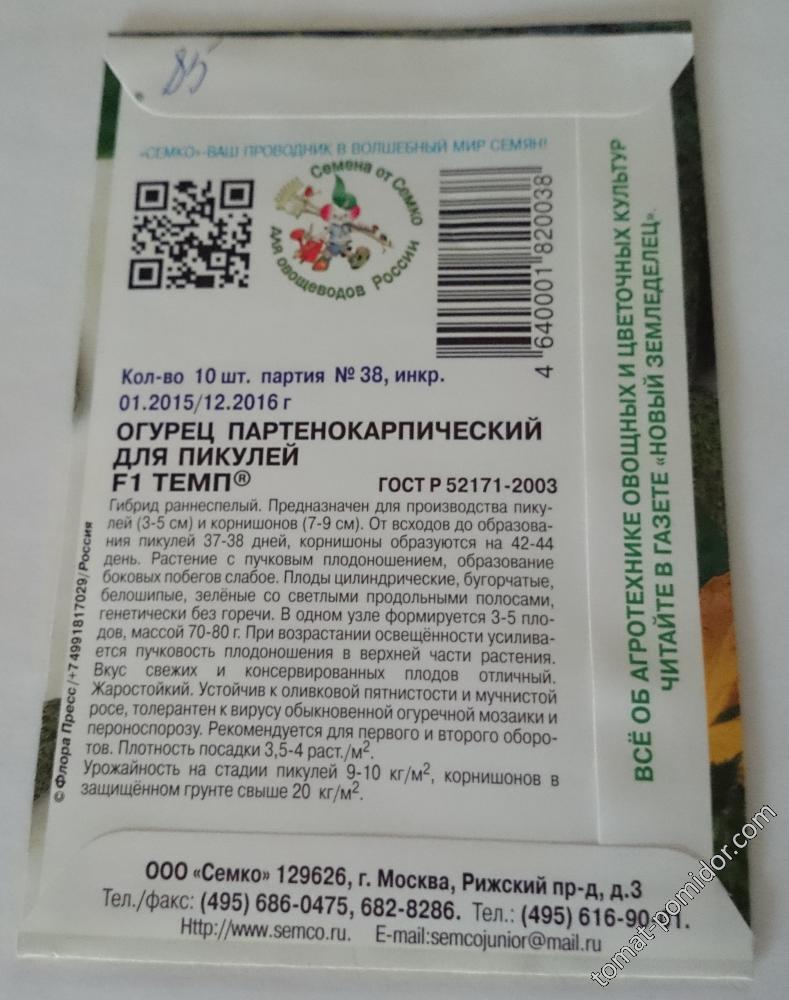 85
«СЕМКО»-ВАШ ПРОВОДНИК В ВОЛШЕБНЫЙ МИР СЕМЯН!
Семена от Семко
Для овощеводов России
4 640001 820038
Кол-во 10 шт. партия № 38, инкр.
01.2015/12.2016 г
ОГУРЕЦ ПАРТЕНОКАРПИЧЕСКИЙ
ДЛЯ ПИКУЛЕЙ
F1 ТЕМП® ГОСТ Р 52171-2003
Гибрид раннеспелый. Предназначен для производства пику-
лей (3-5 см) и корнишонов (7-9 см). От всходов до образова-
ния пикулей 37-38 дней, корнишоны образуются на 42-44
день. Растение с пучковым плодоношением, образование
боковых побегов слабое. Плоды цилиндрические, бугорчатые,
белошипые, зелёные со светлыми продольными полосами,
генетически без горечи. В одном узле формируется 3-5 пло-
дов, массой 70-80 г. При возрастании освещённости усилива-
ется пучковость плодоношения в верхней части растения.
Вкус свежих и консервированных плодов отличный.
Жаростойкий. Устойчив к оливковой пятнистости и мучнистой
росе, толерантен к вирусу обыкновенной огуречной мозаики и
пероноспорозу. Рекомендуется для первого и второго оборо-
тов. Плотность посадки 3,5-4 раст./м².
Урожайность на стадии пикулей 9-10 кг/м², корнишонов в
защищённом грунте свыше 20 кг/м².
© Флора Пресс/+7 4991817029/Россия
ВСЁ ОБ АГРОТЕХНИКЕ ОВОЩНЫХ И ЦВЕТОЧНЫХ КУЛЬТУР
ЧИТАЙТЕ В ГАЗЕТЕ «НОВЫЙ ЗЕМЛЕДЕЛЕЦ».
ООО «Семко» 129626, г. Москва, Рижский пр-д, д.3
Тел./факс: (495) 686-0475, 682-8286. Тел.: (495) 616-90-01.
Http://www.semco.ru. E-mail:semcojunior@mail.ru
tomat-pomidor.com